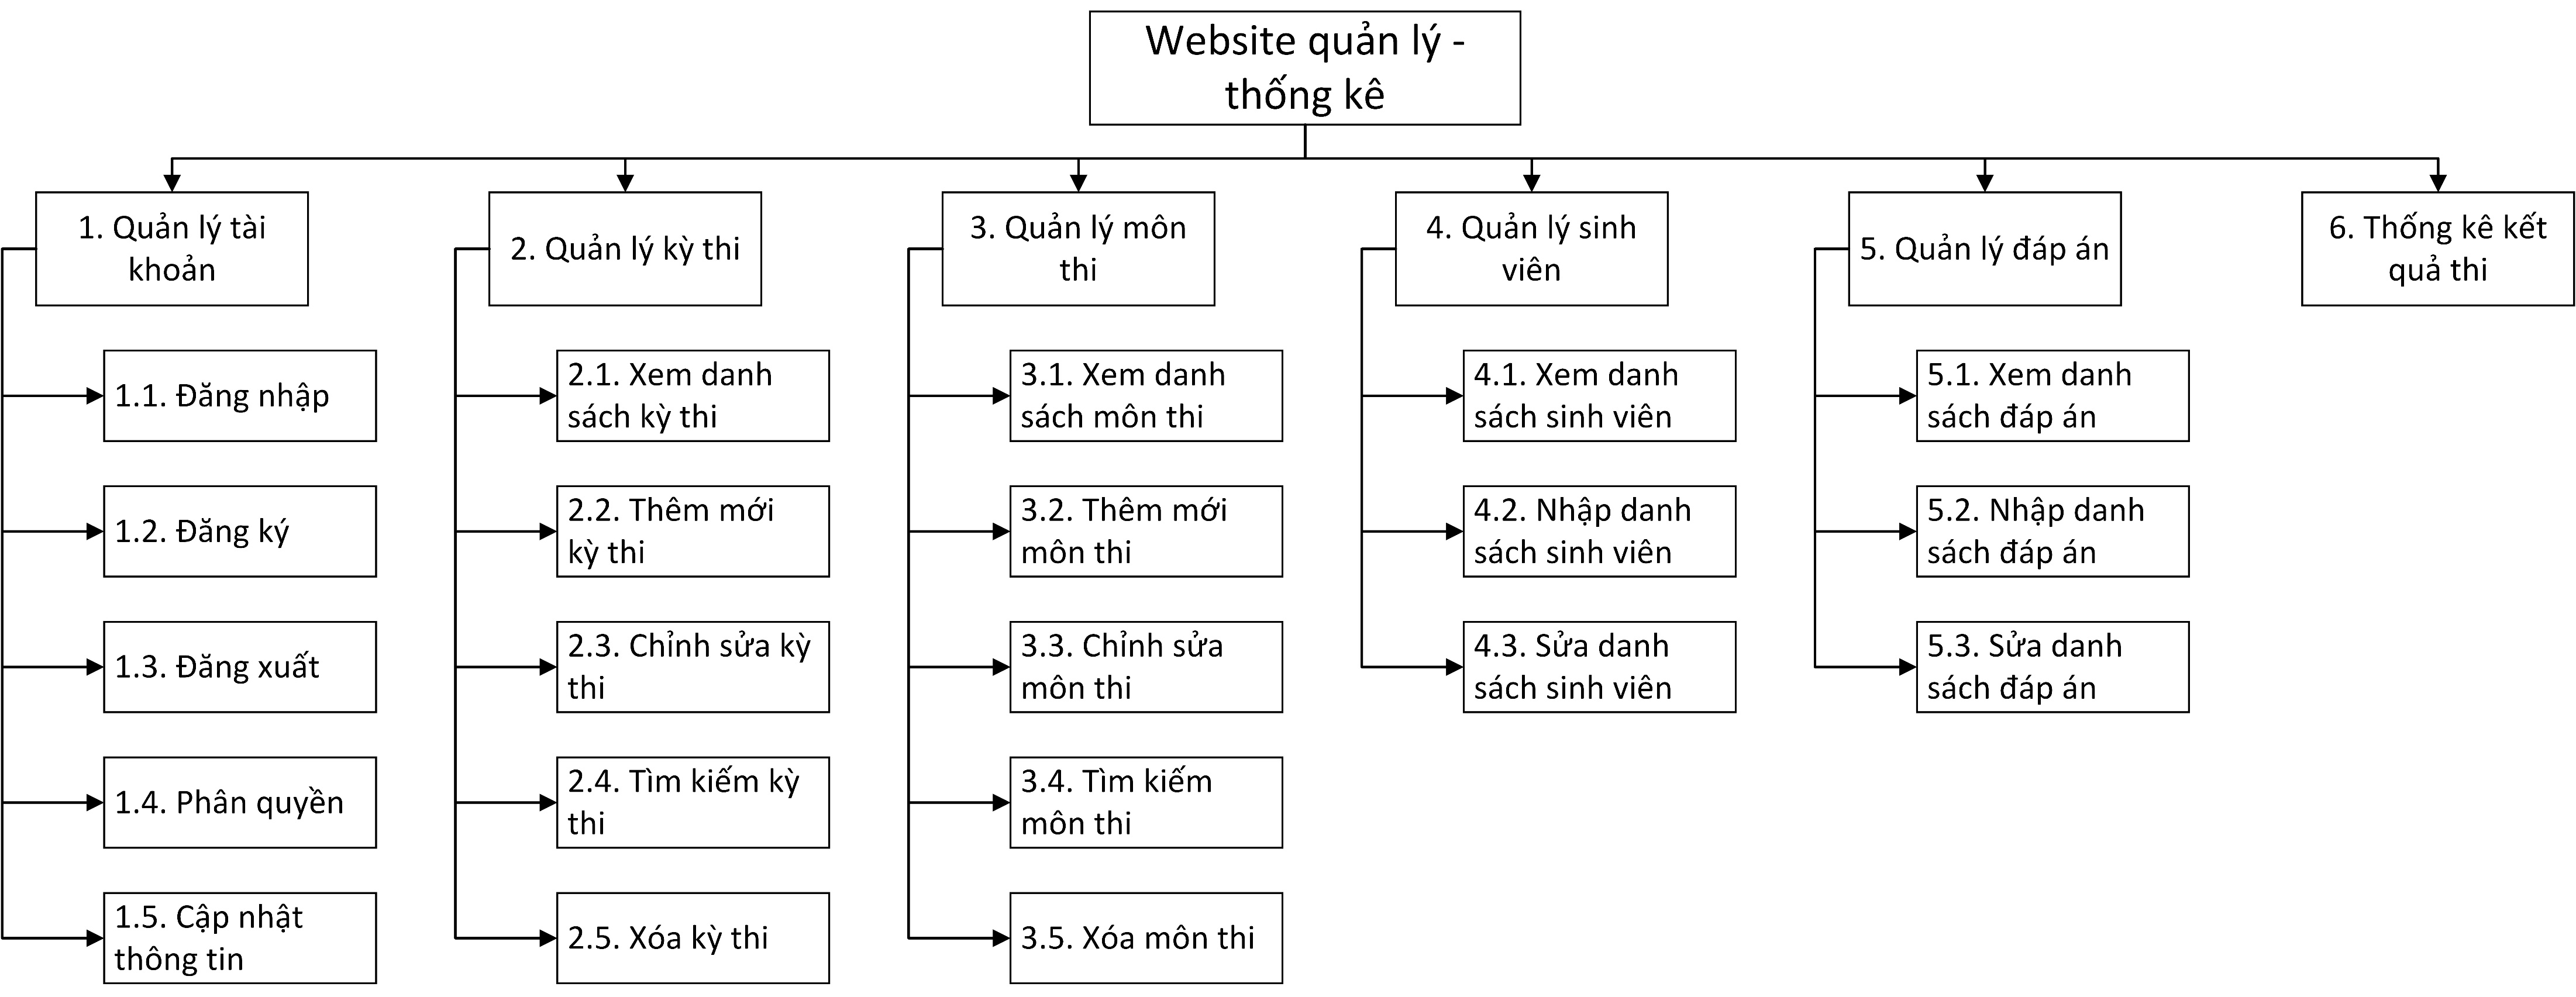 Website quản lý -
thống kê
1. Quản lý tài
khoản
2. Quản lý kỳ thi
3. Quản lý môn
thi
4. Quản lý sinh
viên
5. Quản lý đáp án
6. Thống kê kết
quả thi
1.1. Đăng nhập
1.2. Đăng ký
1.3. Đăng xuất
1.4. Phân quyền
1.5. Cập nhật
thông tin
2.1. Xem danh
sách kỳ thi
2.2. Thêm mới
kỳ thi
2.3. Chỉnh sửa kỳ
thi
2.4. Tìm kiếm kỳ
thi
2.5. Xóa kỳ thi
3.1. Xem danh
sách môn thi
3.2. Thêm mới
môn thi
3.3. Chỉnh sửa
môn thi
3.4. Tìm kiếm
môn thi
3.5. Xóa môn thi
4.1. Xem danh
sách sinh viên
4.2. Nhập danh
sách sinh viên
4.3. Sửa danh
sách sinh viên
5.1. Xem danh
sách đáp án
5.2. Nhập danh
sách đáp án
5.3. Sửa danh
sách đáp án